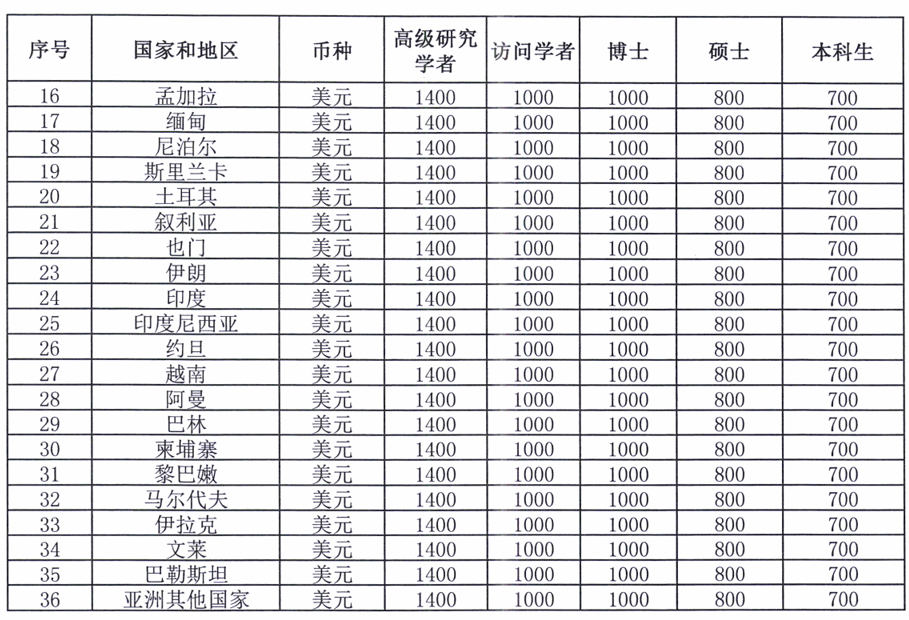 序号 国家和地区 币种 高级研究学者 访问学者 博士 硕士 本科生
16 孟加拉 美元 1400 1000 1000 800 700
17 缅甸 美元 1400 1000 1000 800 700
18 尼泊尔 美元 1400 1000 1000 800 700
19 斯里兰卡 美元 1400 1000 1000 800 700
20 土耳其 美元 1400 1000 1000 800 700
21 叙利亚 美元 1400 1000 1000 800 700
22 也门 美元 1400 1000 1000 800 700
23 伊朗 美元 1400 1000 1000 800 700
24 印度 美元 1400 1000 1000 800 700
25 印度尼西亚 美元 1400 1000 1000 800 700
26 约旦 美元 1400 1000 1000 800 700
27 越南 美元 1400 1000 1000 800 700
28 阿曼 美元 1400 1000 1000 800 700
29 巴林 美元 1400 1000 1000 800 700
30 柬埔寨 美元 1400 1000 1000 800 700
31 黎巴嫩 美元 1400 1000 1000 800 700
32 马尔代夫 美元 1400 1000 1000 800 700
33 伊拉克 美元 1400 1000 1000 800 700
34 文莱 美元 1400 1000 1000 800 700
35 巴勒斯坦 美元 1400 1000 1000 800 700
36 亚洲其他国家 美元 1400 1000 1000 800 700